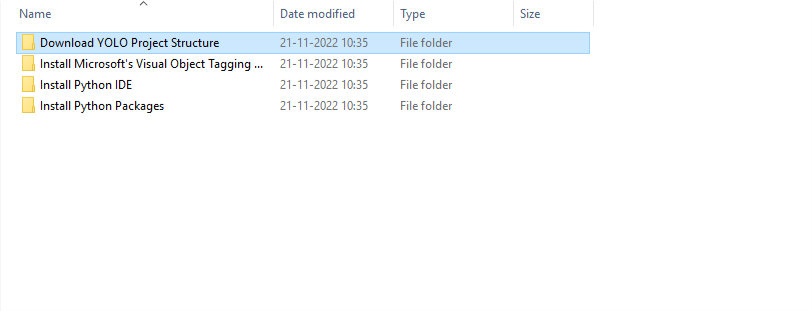 Name Date modified Type Size
Download YOLO Project Structure 21-11-2022 10:35 File folder
Install Microsoft's Visual Object Tagging ... 21-11-2022 10:35 File folder
Install Python IDE 21-11-2022 10:35 File folder
Install Python Packages 21-11-2022 10:35 File folder